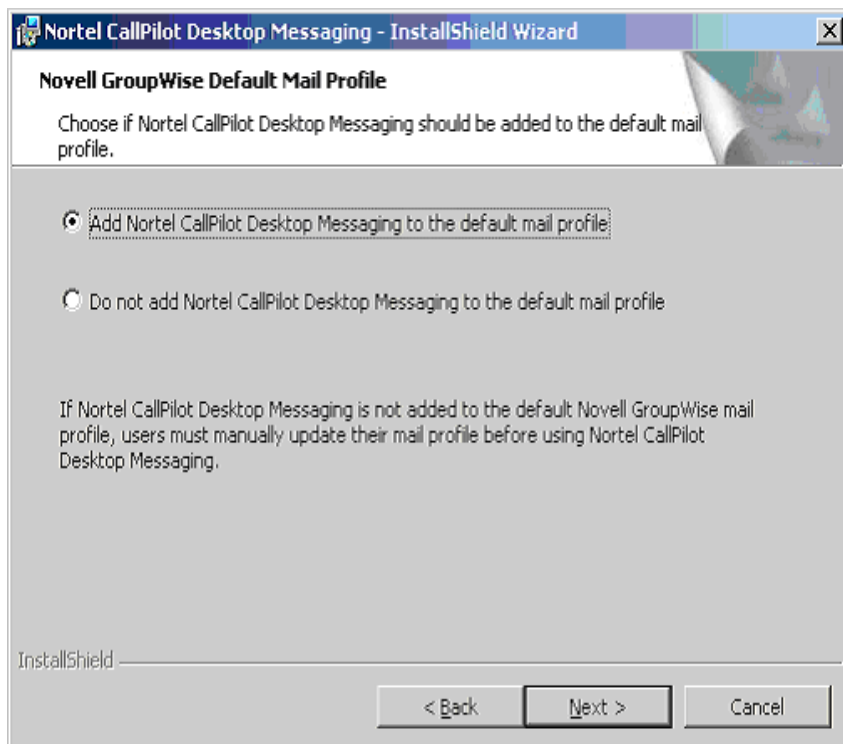 Nortel CallPilot Desktop Messaging - InstallShield Wizard
Novell GroupWise Default Mail Profile
Choose if Nortel CallPilot Desktop Messaging should be added to the default mail
profile.
Add Nortel CallPilot Desktop Messaging to the default mail profile
Do not add Nortel CallPilot Desktop Messaging to the default mail profile
If Nortel CallPilot Desktop Messaging is not added to the default Novell GroupWise mail
profile, users must manually update their mail profile before using Nortel CallPilot
Desktop Messaging.
InstallShield
< Back Next > Cancel